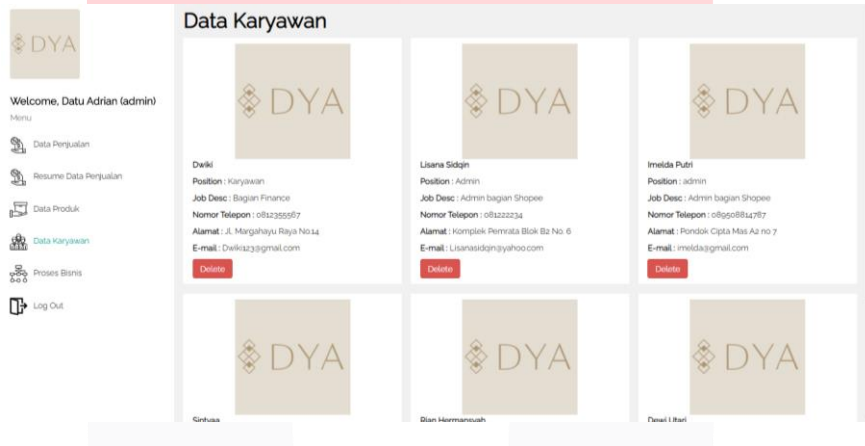 DYA
Welcome, Datu Adrian (admin)
Menu
Data Penjualan
Resume Data Penjualan
Data Produk
Data Karyawan
Proses Bisnis
Log Out
Data Karyawan
DYA
Dwiki
Position : Karyawan
Job Desc : Bagian Finance
Nomor Telepon : 0812355567
Alamat : Jl. Margahayu Raya No.14
E-mail : Dwiki123@gmail.com
Delete
DYA
Lisana Sidqin
Position : Admin
Job Desc : Admin bagian Shopee
Nomor Telepon : 081222234
Alamat : Komplek Pemrata Blok B2 No. 6
E-mail : Lisanasidqin@yahoo.com
Delete
DYA
Imelda Putri
Position : admin
Job Desc : Admin bagian Shopee
Nomor Telepon : 089508814787
Alamat : Pondok Cipta Mas A2 no 7
E-mail : imelda@gmail.com
Delete
DYA
Sintyaa
DYA
Rian Hermansyah
DYA
Dewi Utari